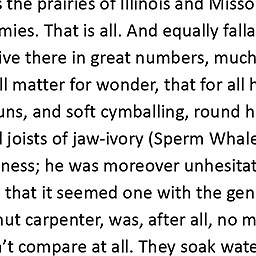 the prairies of Illinois and Misso
mies. That is all. And equally falla
ive there in great numbers, much
ll matter for wonder, that for all h
uns, and soft cymballing, round h
joists of jaw-ivory (Sperm Whale
ness; he was moreover unhesitat
that it seemed one with the gen
nut carpenter, was, after all, no m
't compare at all. They soak wate